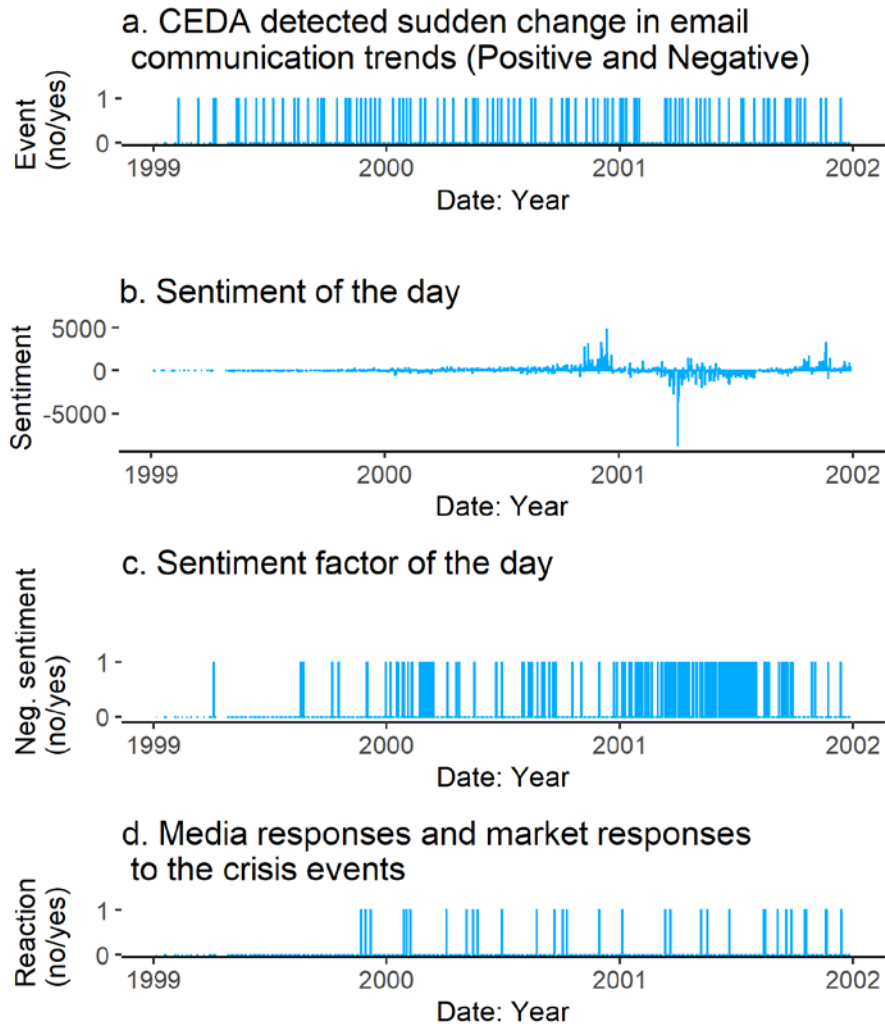 a. CEDA detected sudden change in email
communication trends (Positive and Negative)
Event
(no/yes)
1
0
1999 2000 2001 2002
Date: Year
b. Sentiment of the day
Sentiment
5000
0
-5000
1999 2000 2001 2002
Date: Year
c. Sentiment factor of the day
Neg. sentiment
(no/yes)
1
0
1999 2000 2001 2002
Date: Year
d. Media responses and market responses
to the crisis events
Reaction
(no/yes)
1
0
1999 2000 2001 2002
Date: Year